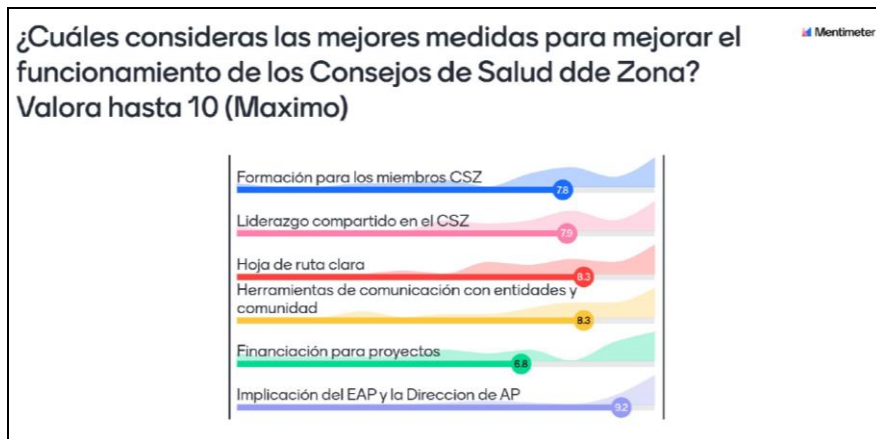 ¿Cuáles consideras las mejores medidas para mejorar el
Mentimeter
funcionamiento de los Consejos de Salud dde Zona?
Valora hasta 10 (Maximo)
Formación para los miembros CSZ
7.8
Liderazgo compartido en el CSZ
7.9
Hoja de ruta clara
8.3
Herramientas de comunicación con entidades y
comunidad
8.3
Financiación para proyectos
6.8
Implicación del EAP y la Direccion de AP
9.2